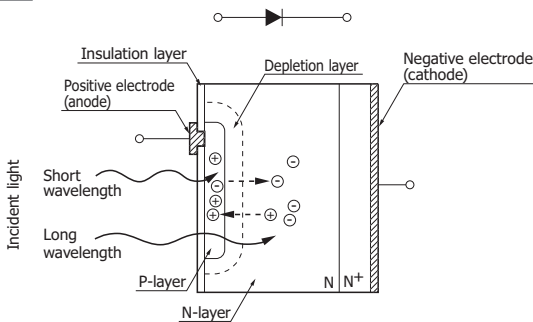 Insulation layer
Depletion layer
Negative electrode
(cathode)
Positive electrode
(anode)
Incident light
Short
wavelength
Long
wavelength
P-layer
N-layer
N
N+
+
−
+
+
−
−
+
−
−